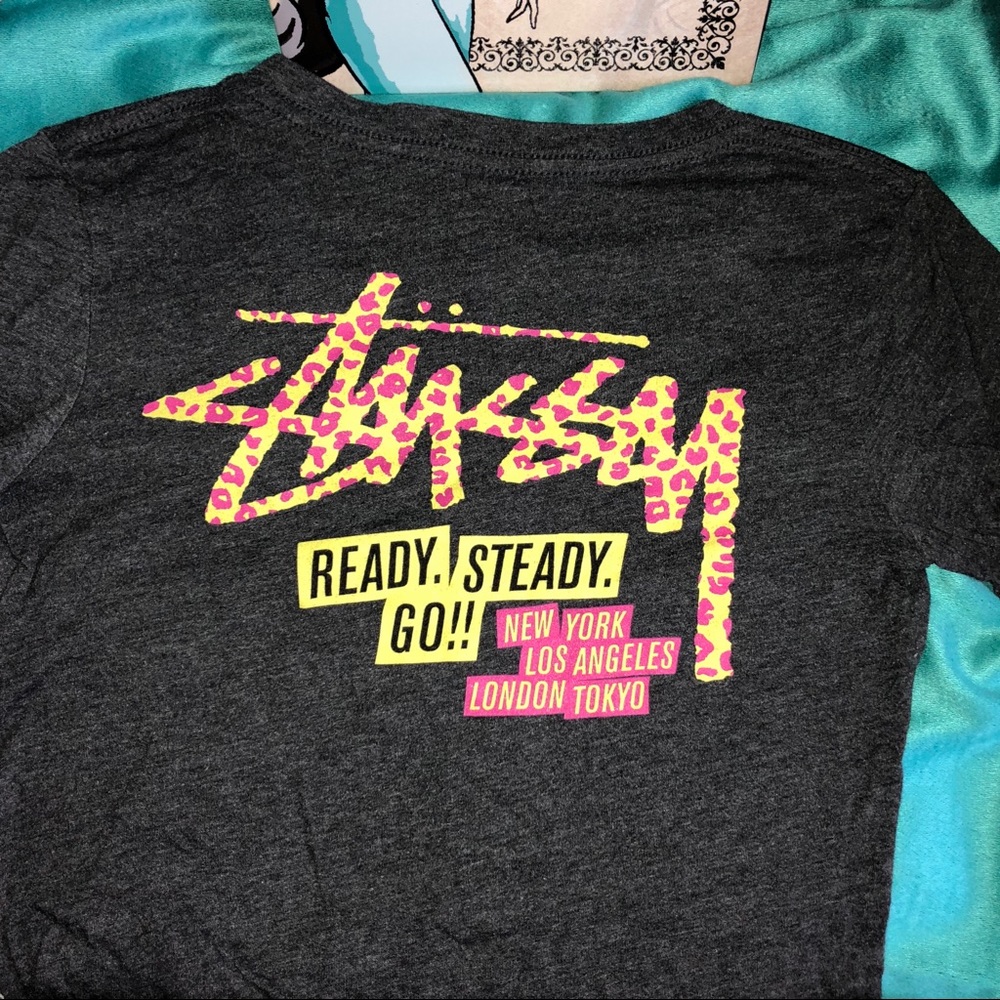 Stüssy
READY. STEADY.
GO!!
NEW YORK
LOS ANGELES
LONDON TOKYO